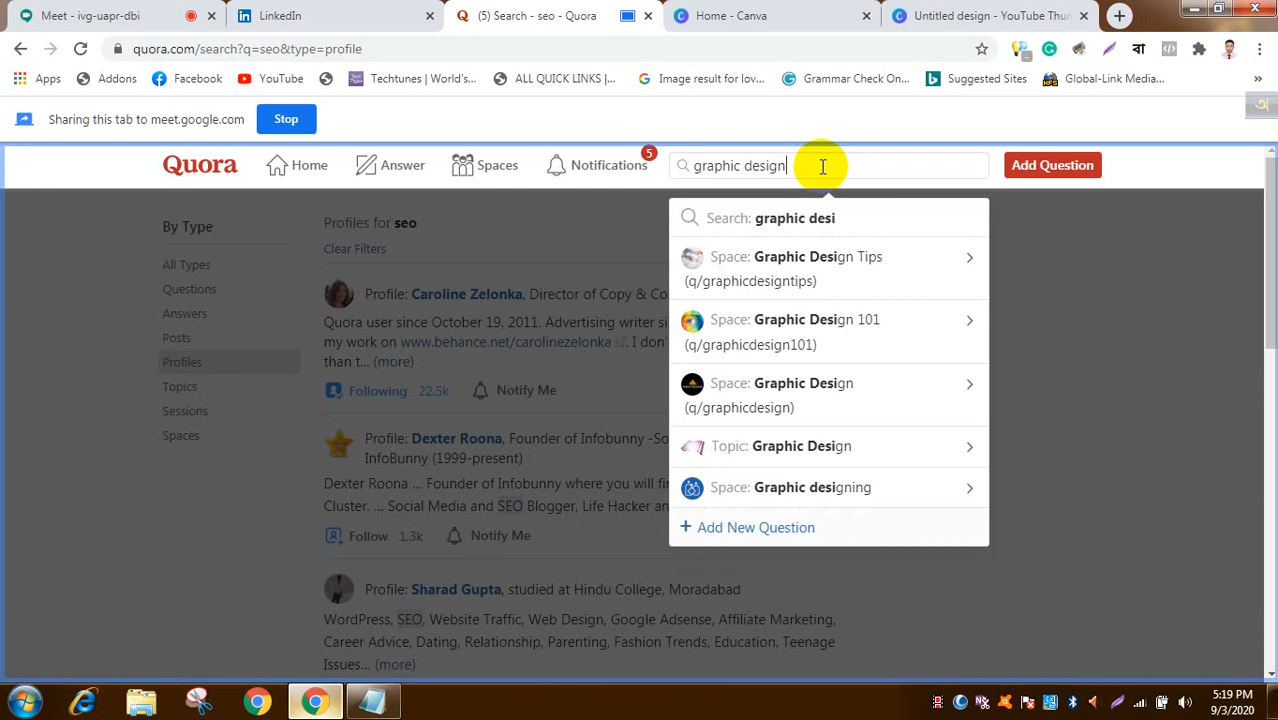 Meet - ivg-uapr-dbi
LinkedIn
(5) Search - seo - Quora
Home - Canva
Untitled design - YouTube Thun
quora.com/search?q=seo&type=profile
Apps
Addons
Facebook
YouTube
Techtunes | World's...
ALL QUICK LINKS |...
Image result for lov...
Grammar Check On...
Suggested Sites
Global-Link Media...
»
Sharing this tab to meet.google.com
Stop
Quora
Home
Answer
Spaces
Notifications
5
graphic design
Add Question
By Type
All Types
Questions
Answers
Posts
Profiles
Topics
Sessions
Spaces
Profiles for seo
Clear Filters
Profile: Caroline Zelonka, Director of Copy & Co
Quora user since October 19, 2011. Advertising writer si
my work on www.behance.net/carolinezelonka . I don'
than t... (more)
Following 22.5k Notify Me
Profile: Dexter Roona, Founder of Infobunny -So
InfoBunny (1999-present)
Dexter Roona ... Founder of Infobunny where you will fin
Cluster. ... Social Media and SEO Blogger, Life Hacker an
Follow 1.3k Notify Me
Profile: Sharad Gupta, studied at Hindu College, Moradabad
WordPress, SEO, Website Traffic, Web Design, Google Adsense, Affiliate Marketing,
Career Advice, Dating, Relationship, Parenting, Fashion Trends, Education, Teenage
Issues... (more)
Search: graphic desi
Space: Graphic Design Tips
(q/graphicdesigntips)
Space: Graphic Design 101
(q/graphicdesign101)
Space: Graphic Design
(q/graphicdesign)
Topic: Graphic Design
Space: Graphic designing
+ Add New Question
5:19 PM
9/3/2020